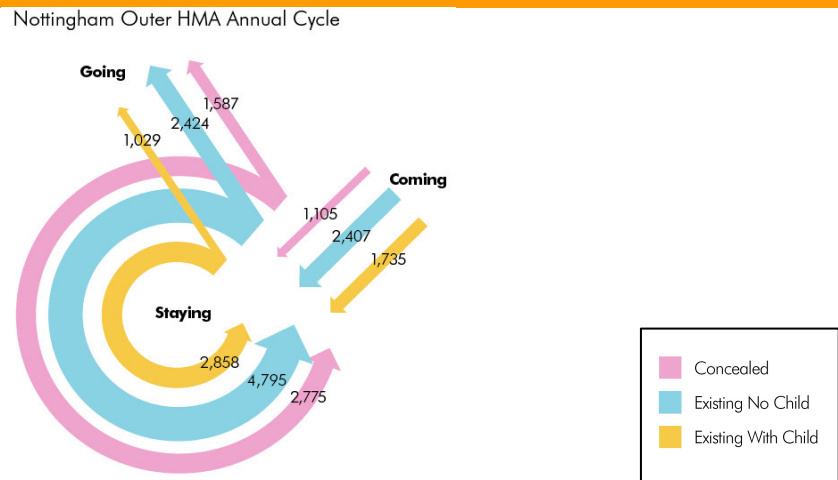 Nottingham Outer HMA Annual Cycle
Going
1,587
2,424
1,029
Coming
1,105
2,407
1,735
Staying
2,858
4,795
2,775
Concealed
Existing No Child
Existing With Child